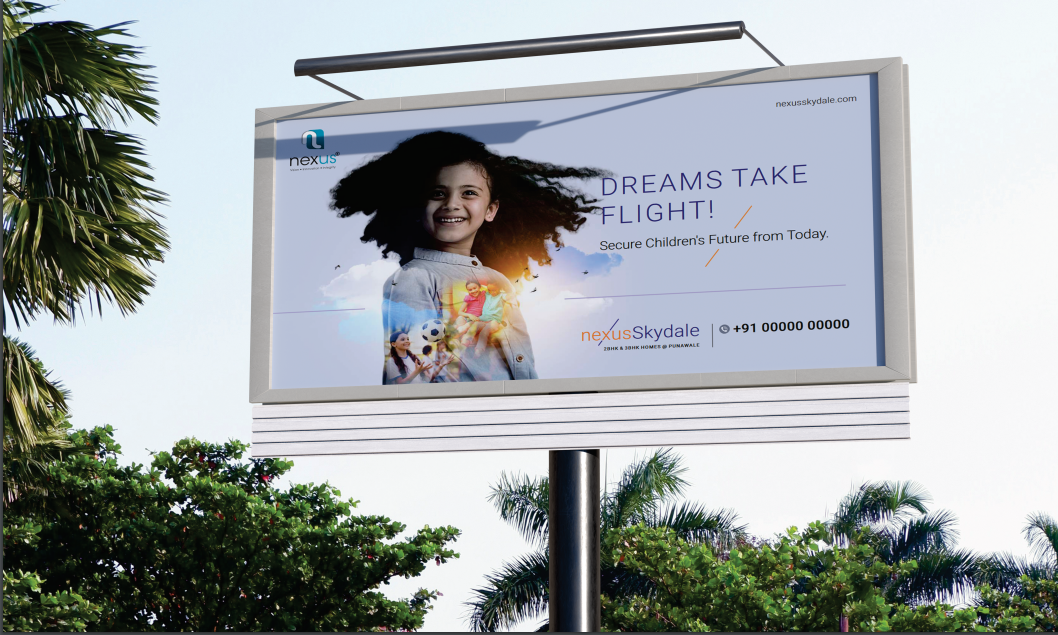 nexusskydale.com
nexus
DREAMS TAKE
FLIGHT!
Secure Children's Future from Today.
nexusSkydale
2BHK & 3BHK HOMES @ PUNAWALE
+91 00000 00000